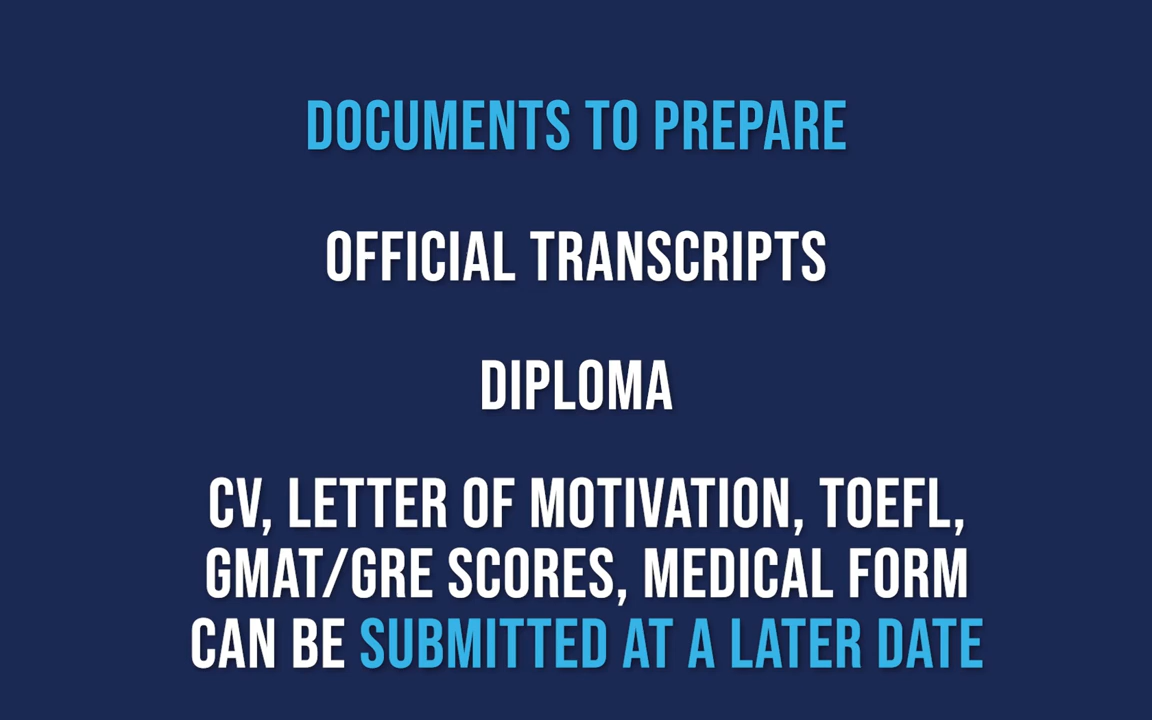 DOCUMENTS TO PREPARE
OFFICIAL TRANSCRIPTS
DIPLOMA
CV, LETTER OF MOTIVATION, TOEFL,
GMAT/GRE SCORES, MEDICAL FORM
CAN BE SUBMITTED AT A LATER DATE